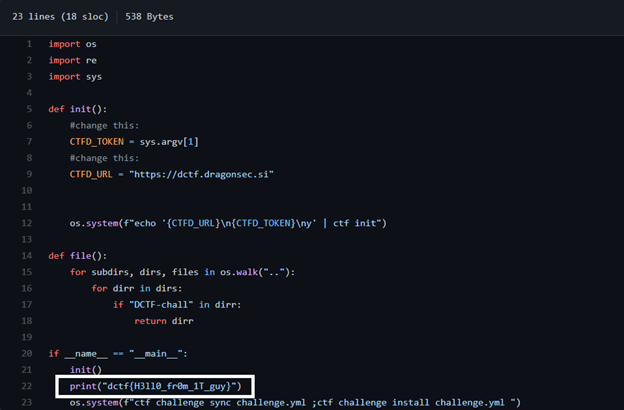 23 lines (18 sloc) 538 Bytes
1 import os
2 import re
3 import sys
4
5 def init():
6 #change this:
7 CTFD_TOKEN = sys.argv[1]
8 #change this:
9 CTFD_URL = "https://dctf.dragonsec.si"
10
11
12 os.system(f"echo '{CTFD_URL}\n{CTFD_TOKEN}\ny' | ctf init")
13
14 def file():
15 for subdirs, dirs, files in os.walk(".."):
16 for dirr in dirs:
17 if "DCTF-chall" in dirr:
18 return dirr
19
20 if __name__ == "__main__":
21 init()
22 print("dctf{H3ll0_fr0m_1T_guy}")
23 os.system(f"ctf challenge sync challenge.yml ;ctf challenge install challenge.yml ")